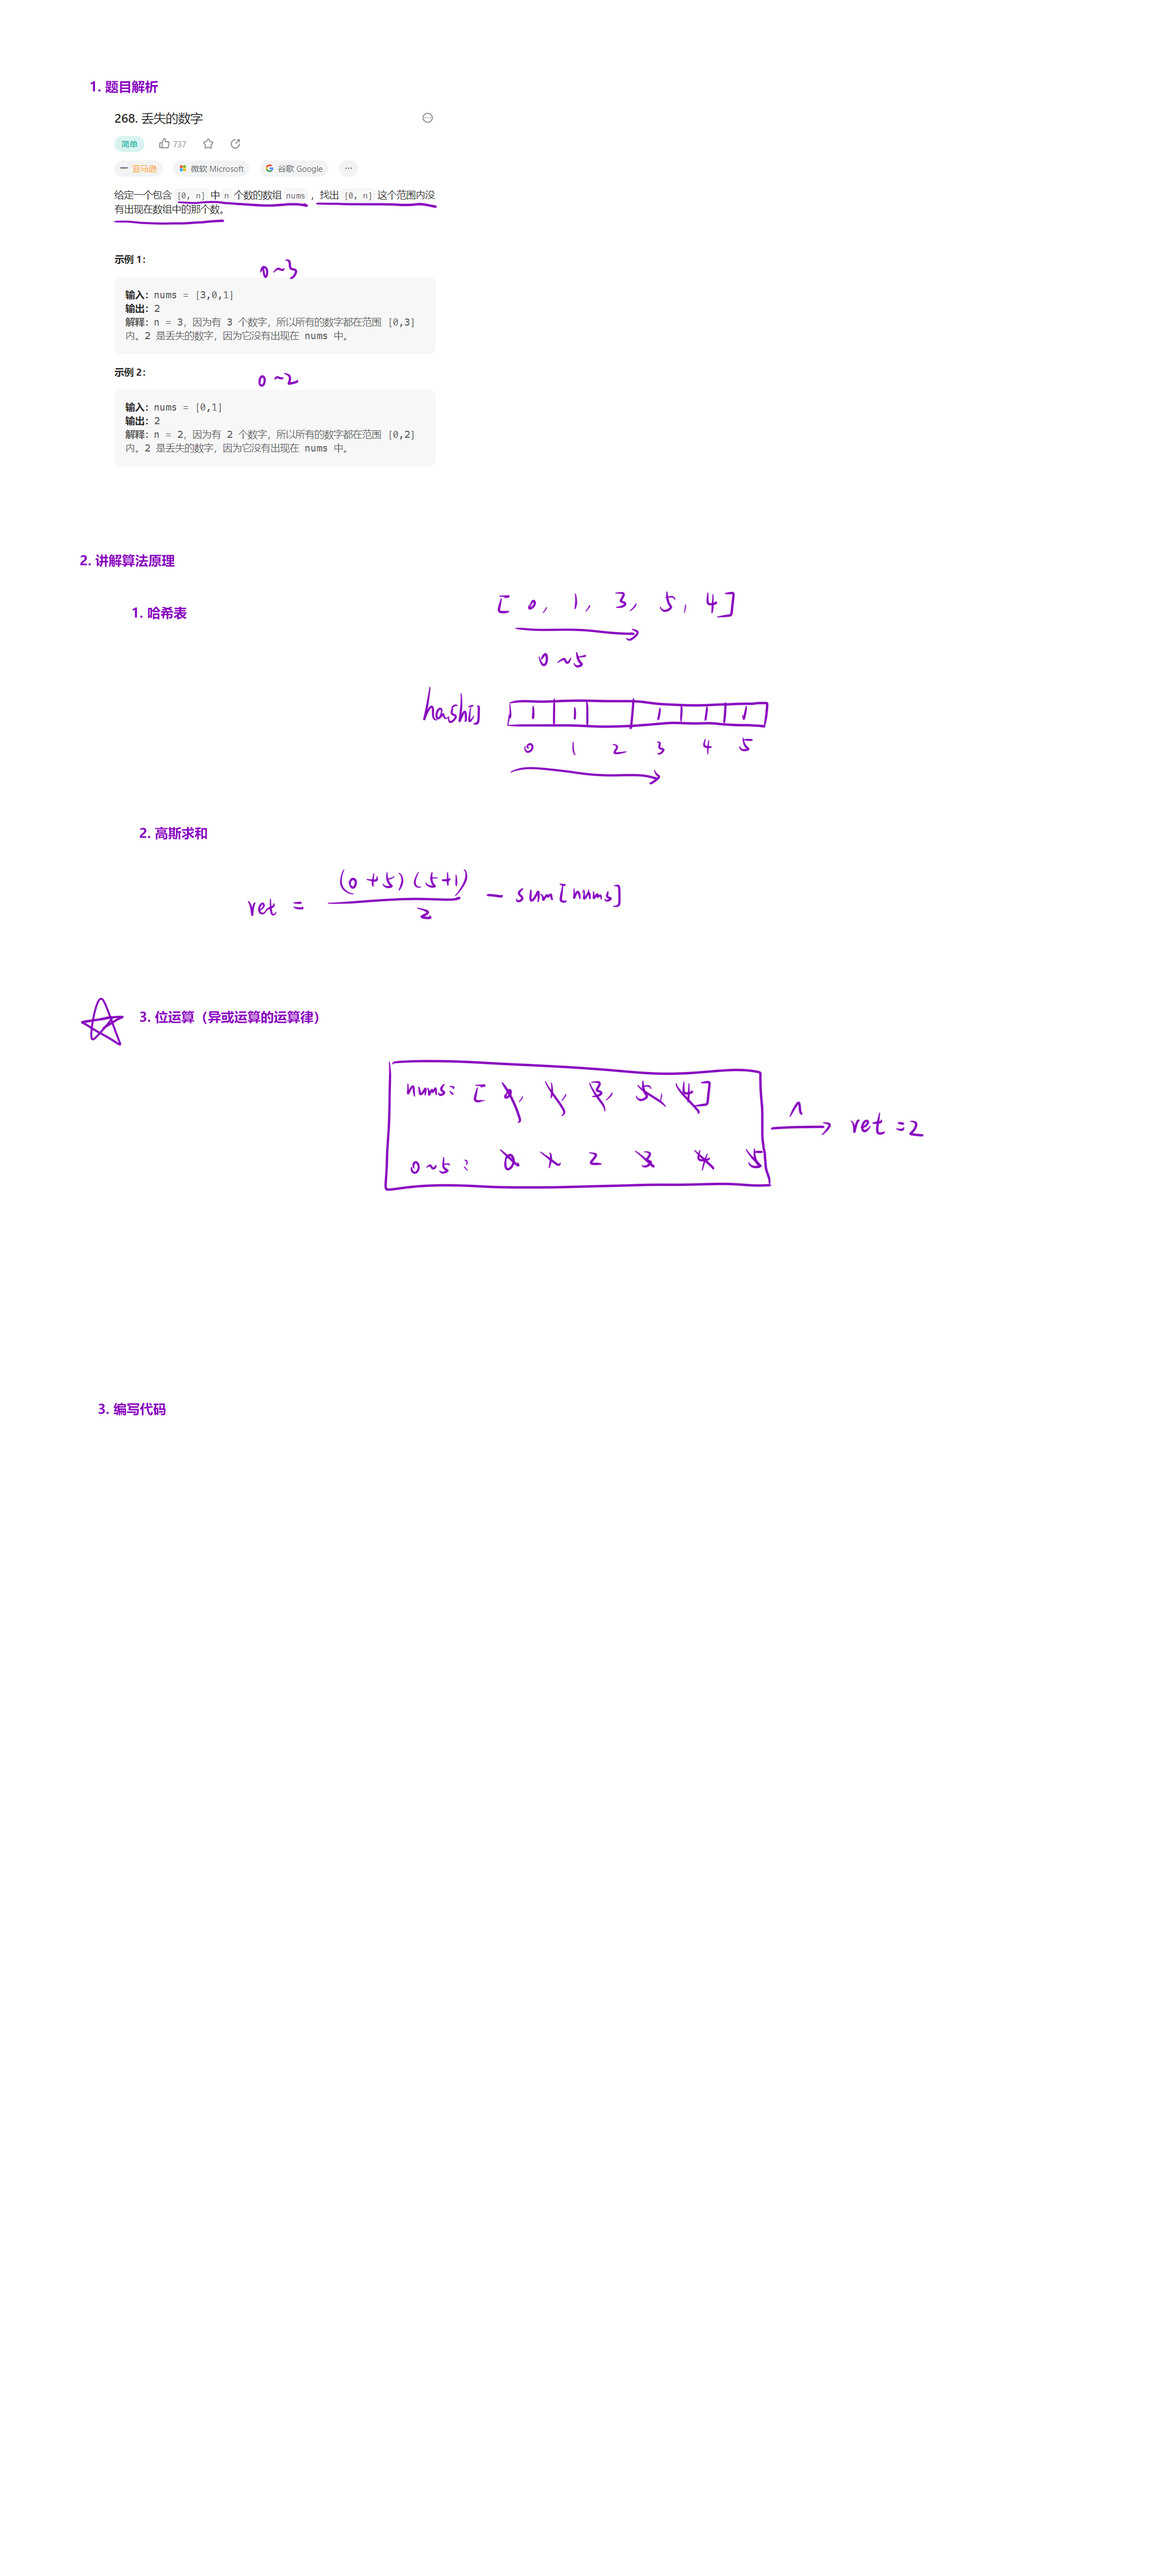 1. 题目解析
268. 丢失的数字
简单 737
亚马逊 微软 Microsoft 谷歌 Google ...
给定一个包含 [0, n] 中 n 个数的数组 nums ，找出 [0, n] 这个范围内没
有出现在数组中的那个数。
示例 1：
0~3
输入：nums = [3,0,1]
输出：2
解释：n = 3，因为有 3 个数字，所以所有的数字都在范围 [0,3]
内。2 是丢失的数字，因为它没有出现在 nums 中。
示例 2：
0~2
输入：nums = [0,1]
输出：2
解释：n = 2，因为有 2 个数字，所以所有的数字都在范围 [0,2]
内。2 是丢失的数字，因为它没有出现在 nums 中。
2. 讲解算法原理
1. 哈希表
[ 0, 1, 3, 5, 4 ]
0~5
hash[] 1 1 1 1 1
0 1 2 3 4 5
2. 高斯求和
ret = (0+5)(5+1) / 2 - sum[nums]
3. 位运算（异或运算的运算律）
nums: [ 0, 1, 3, 5, 4 ]
^ ret = 2
0~5: 0 1 2 3 4 5
3. 编写代码